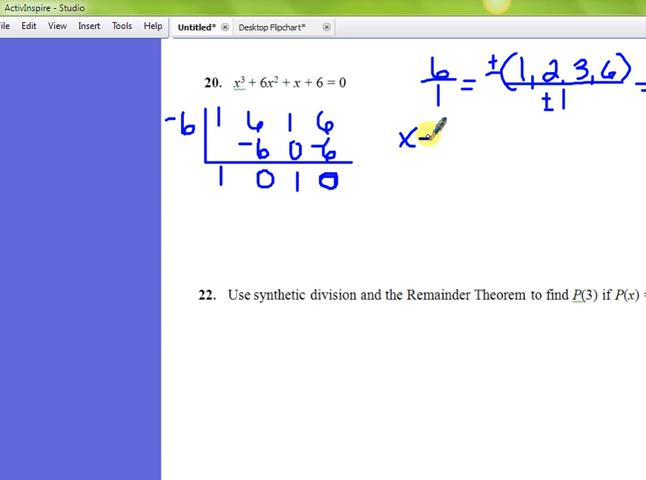 ActivInspire - Studio
ile Edit View Insert Tools Help
Untitled* Desktop Flipchart*
20. x³ + 6x² + x + 6 = 0
6/1 = ±(1, 2, 3, 6)/±1 =
-6 | 1 6 1 6
-6 0 -6
1 0 1 0
x -
22. Use synthetic division and the Remainder Theorem to find P(3) if P(x) =